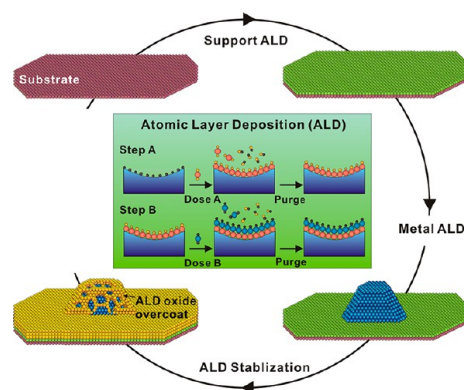 Support ALD
Substrate
Atomic Layer Deposition (ALD)
Step A
Dose A
Purge
Step B
Dose B
Purge
Metal ALD
ALD oxide
overcoat
ALD Stablization